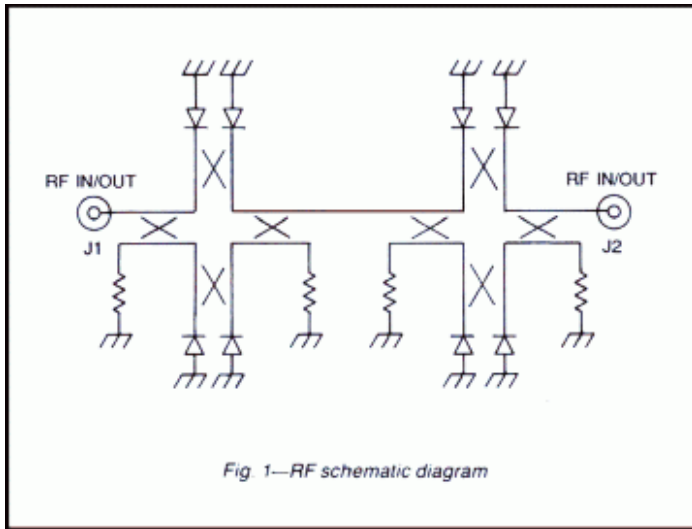 RF IN/OUT
RF IN/OUT
J1
J2
Fig. 1—RF schematic diagram